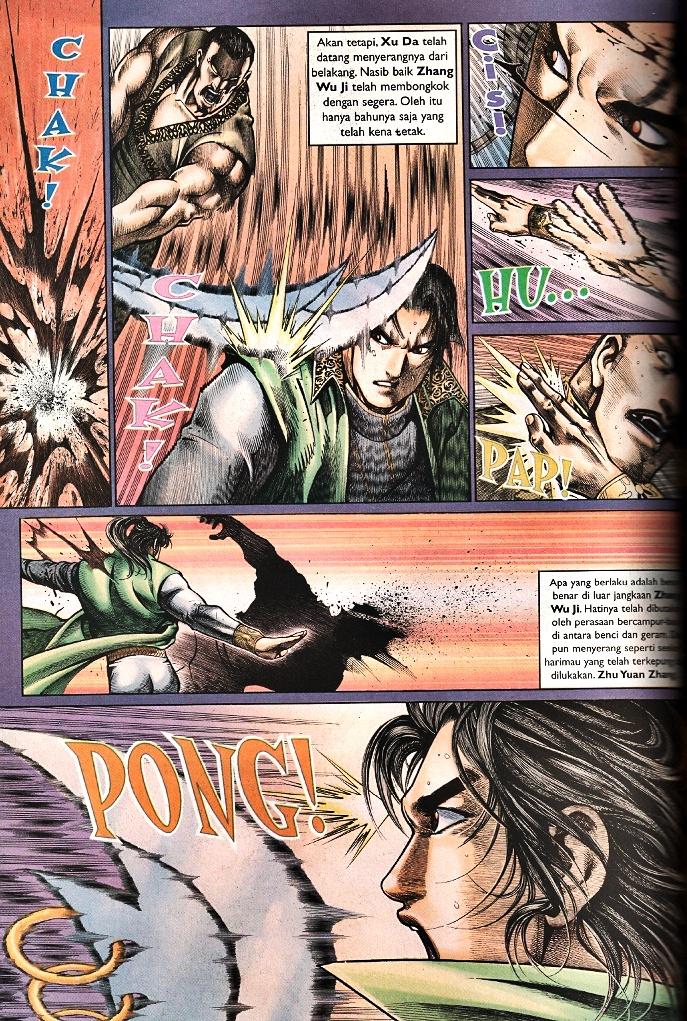 CHAK!
Akan tetapi, Xu Da telah
datang menyerangnya dari
belakang. Nasib baik Zhang
Wu Ji telah membongkok
dengan segera. Oleh itu
hanya bahunya saja yang
telah kena tetak.
CHAK!
CIS!
HU...
PAP!
Apa yang berlaku adalah
benar di luar jangkaan
Wu Ji. Hatinya telah
oleh perasaan
di antara benci dan geram.
pun menyerang seperti
harimau yang telah
dilukakan. Zhu Yuan Zhang
PONG!